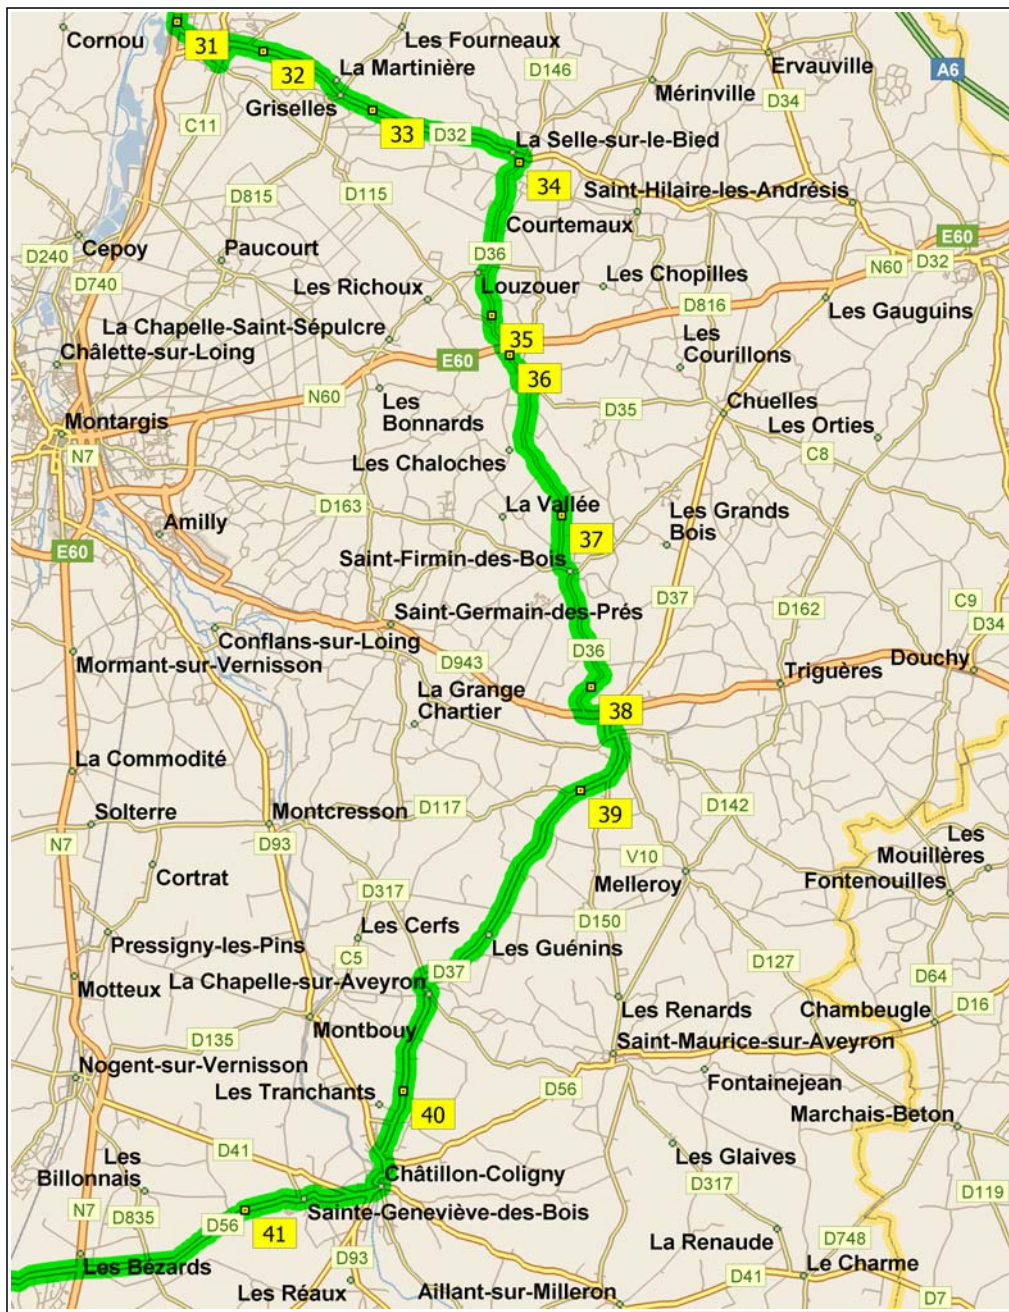 Cornou
31
32
Les Fourneaux
La Martinière
D146
Ervauville
A6
Griselles
Mérinville
D34
C11
33
D32
La Selle-sur-le-Bied
34
D815
D115
Saint-Hilaire-les-Andrésis
Courtemaux
E60
D240
Cepoy
Paucourt
D36
N60
D32
D740
Les Richoux
Louzouer
Les Chopilles
D816
Les Gauguins
La Chapelle-Saint-Sépulcre
35
Les
Courillons
Châlette-sur-Loing
E60
36
N60
Les
Bonnards
D35
Chuelles
Montargis
Les Orties
N7
Les Chaloches
C8
D163
La Vallée
Les Grands
Bois
Amilly
37
E60
Saint-Firmin-des-Bois
Saint-Germain-des-Prés
D37
C9
D162
D34
Conflans-sur-Loing
Mormant-sur-Vernisson
D943
D36
Douchy
Triguères
La Grange
Chartier
38
La Commodité
Solterre
Montcresson
D117
39
D142
N7
D93
Les
Mouillères
V10
Cortrat
Melleroy
Fontenouilles
D317
Les Cerfs
D150
Pressigny-les-Pins
Les Guénins
C5
D127
Motteux
La Chapelle-sur-Aveyron
D37
D64
Les Renards
Chambeugle
D16
Montbouy
D135
Saint-Maurice-sur-Aveyron
Nogent-sur-Vernisson
Les Tranchants
D56
Fontainejean
40
Marchais-Beton
D41
Les
Billonnais
Châtillon-Coligny
Les Glaives
D317
D119
N7
D835
D56
41
Sainte-Geneviève-des-Bois
La Renaude
D748
Les Bézards
D93
Le Charme
Les Réaux
Aillant-sur-Milleron
D41
D7